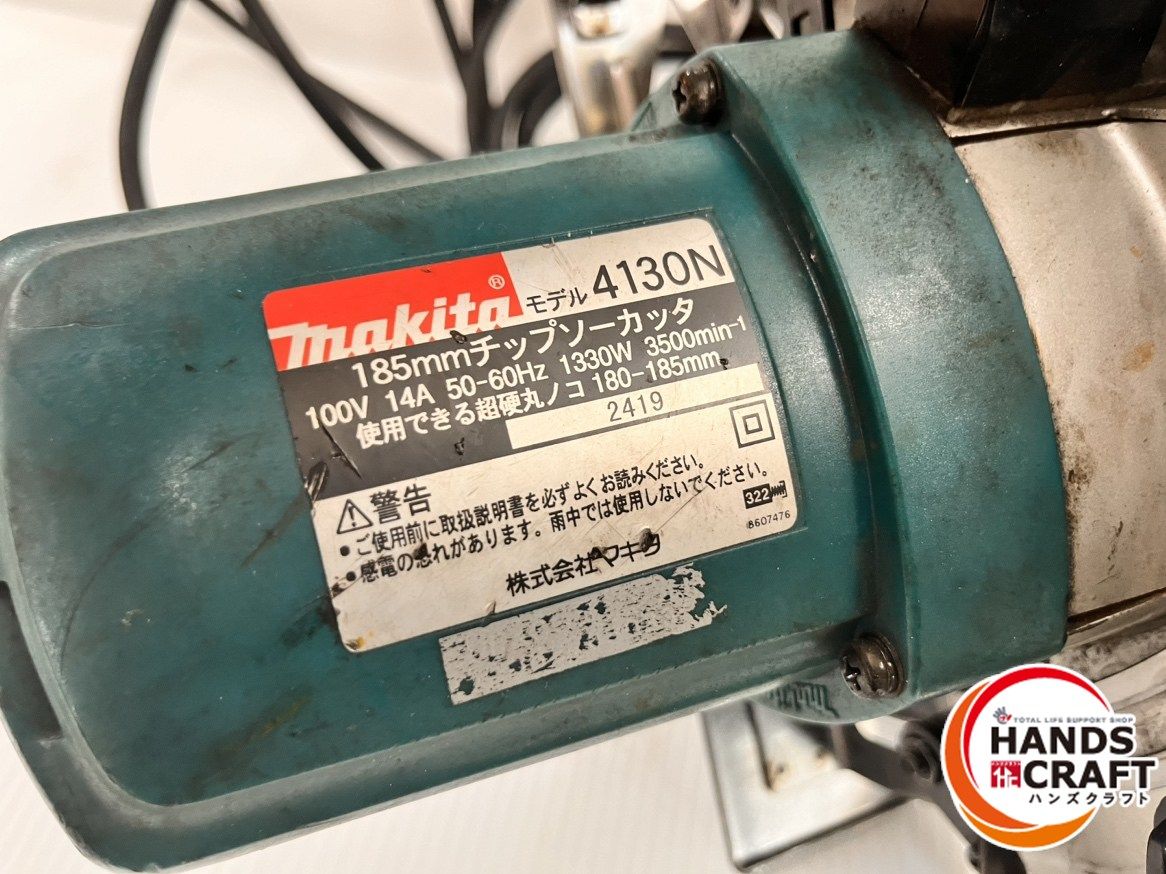 makita®
モデル 4130N
185mmチップソーカッタ
100V 14A 50-60Hz 1330W 3500min-1
使用できる超硬丸ノコ 180-185mm
2419
警告
• ご使用前に取扱説明書を必ずよくお読みください。
• 感電の恐れがあります。雨中では使用しないでください。
322
株式会社マキタ
8607476
TOTAL LIFE SUPPORT SHOP
HANDS
CRAFT
ハンズクラフト